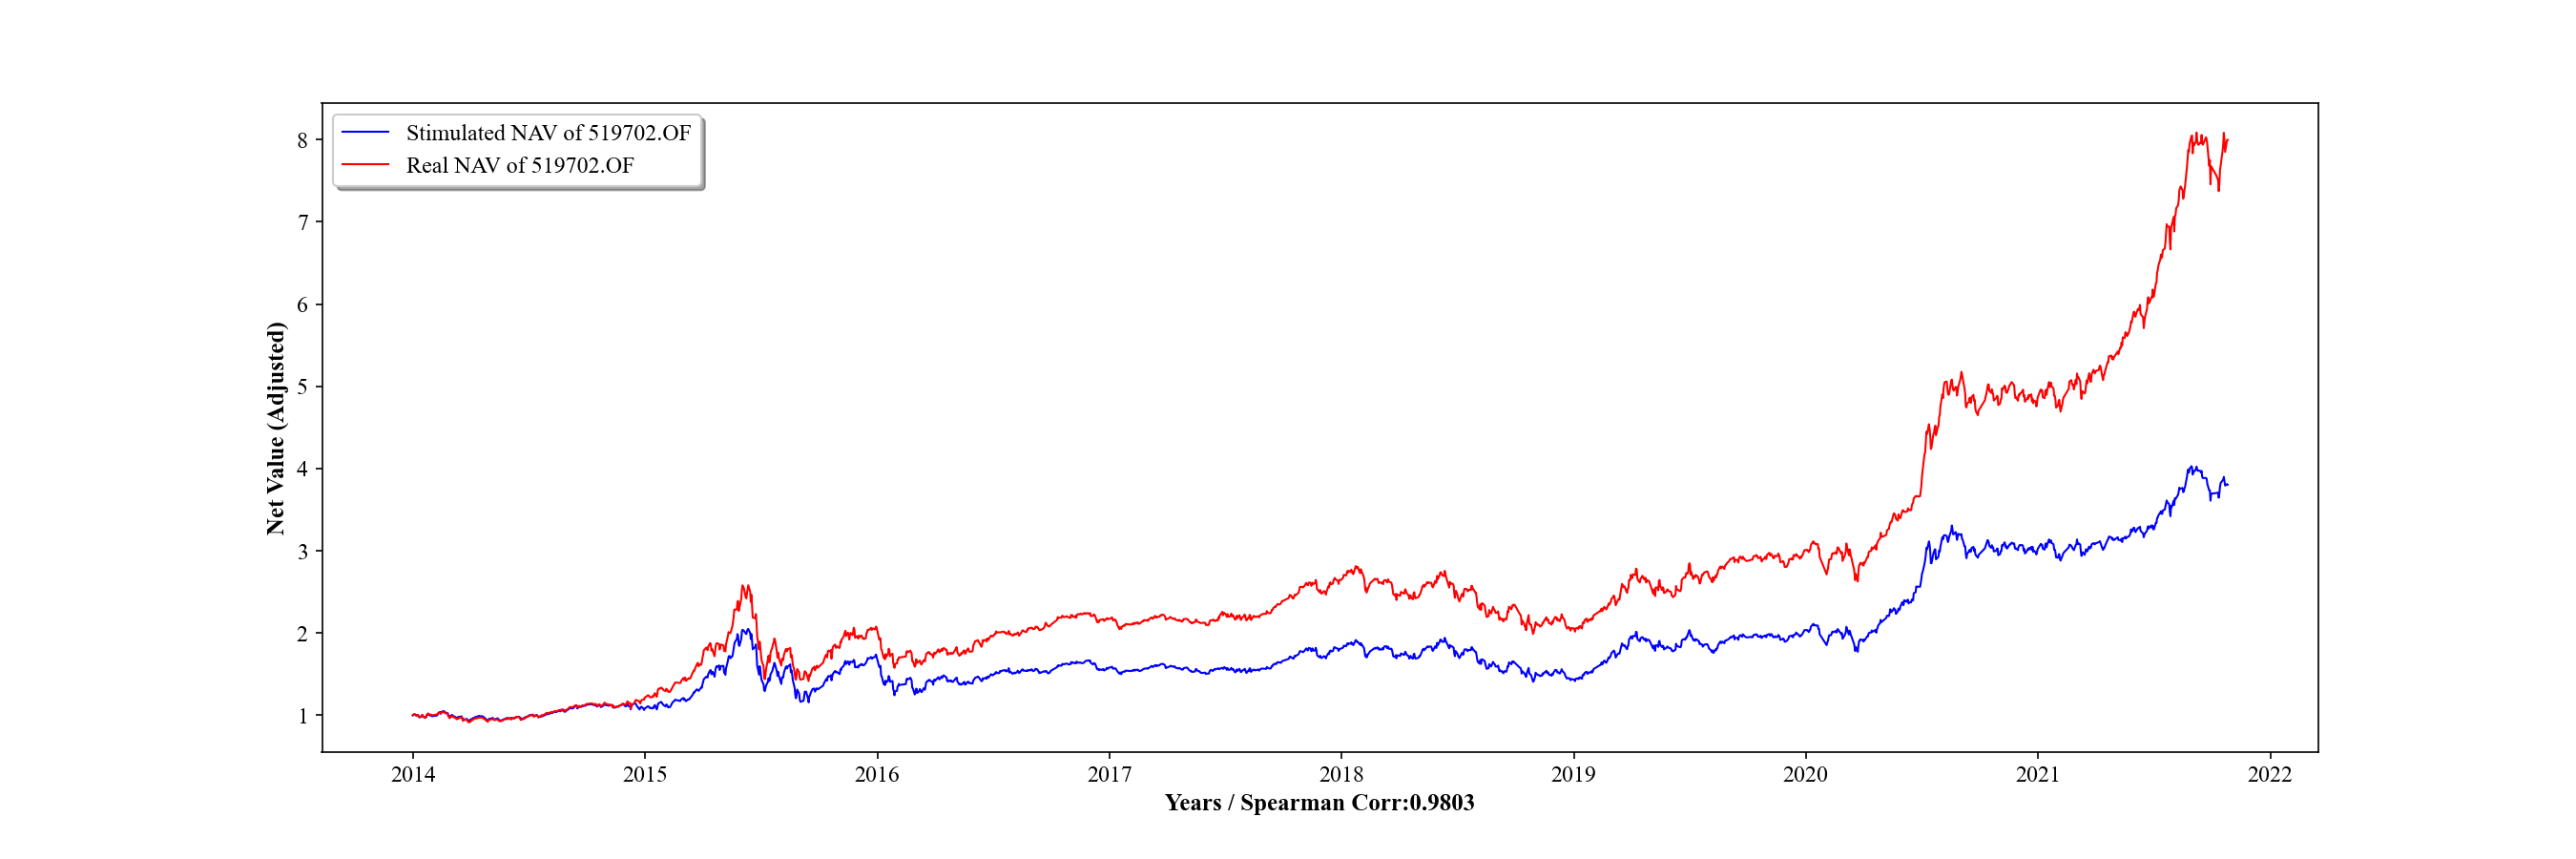 Stimulated NAV of 519702.OF
Real NAV of 519702.OF
Net Value (Adjusted)
8
7
6
5
4
3
2
1
2014 2015 2016 2017 2018 2019 2020 2021 2022
Years / Spearman Corr:0.9803